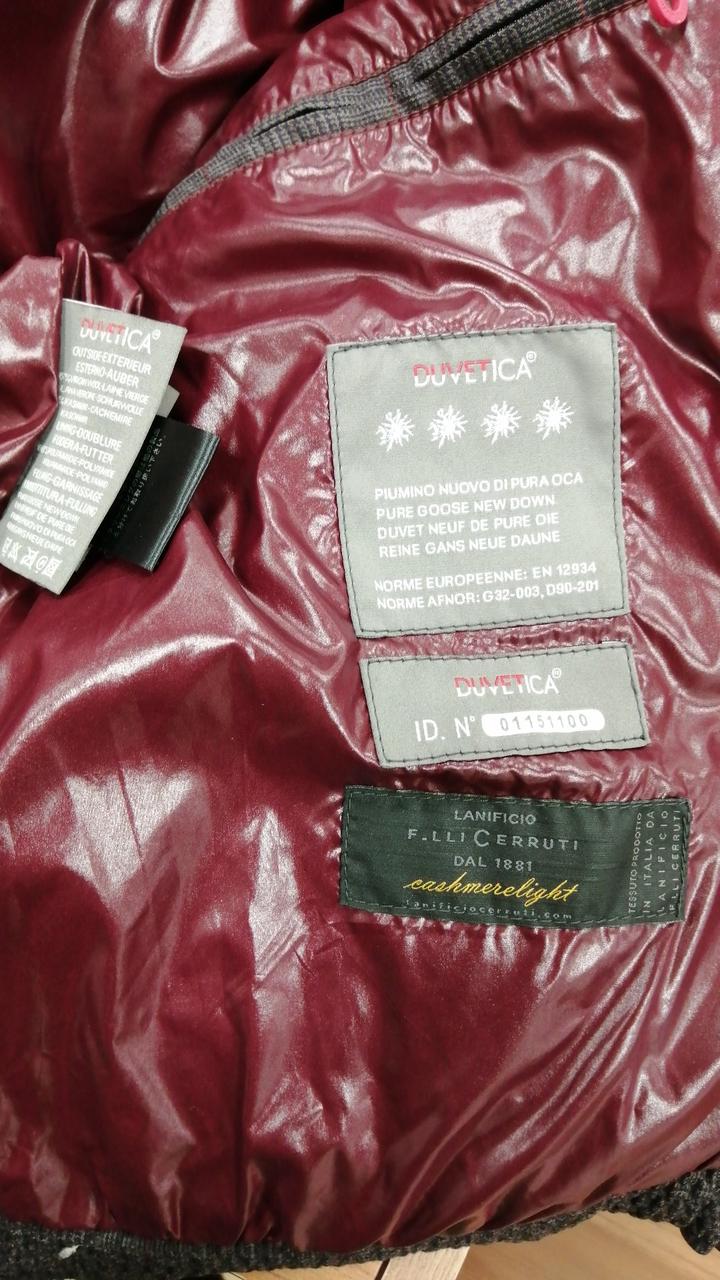 DUVETICA®
OUTSIDE-EXTERIEUR
ESTERNO-AUßER
LINING-DOUBLURE
FODERA-FUTTER
DUVETICA®
PIUMINO NUOVO DI PURA OCA
PURE GOOSE NEW DOWN
DUVET NEUF DE PURE OIE
REINE GANS NEUE DAUNE
NORME EUROPEENNE: EN 12934
NORME AFNOR: G32-003, D90-201
DUVETICA®
ID. N° 01151100
LANIFICIO
F.LLI CERRUTI
DAL 1881
cashmerelight
lanificiocerruti.com
TESSUTO PRODOTTO
IN ITALIA DA
LANIFICIO
F.LLI CERRUTI